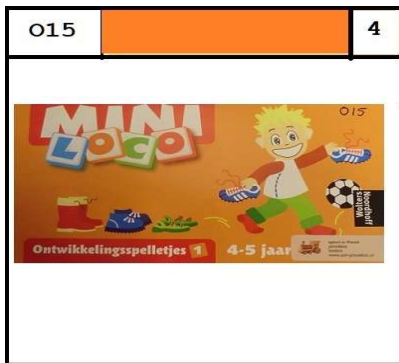 O15 4
MINI O15
LOCO
Wolters
Noordhoff
Ontwikkelingsspelletjes 1 4-5 jaar